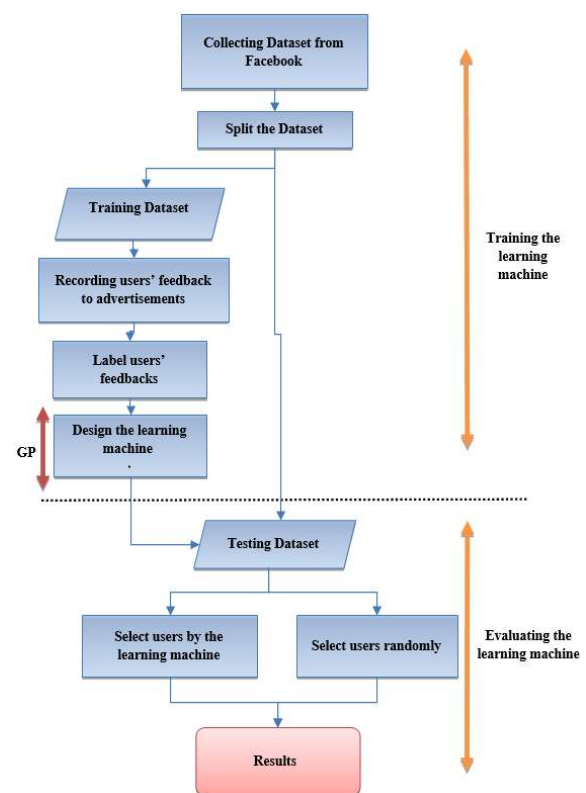 Collecting Dataset from
Facebook
Split the Dataset
Training Dataset
Training the
learning
machine
Recording users’ feedback
to advertisements
Label users’
feedbacks
Design the learning
machine
.
GP
Testing Dataset
Select users by the
learning machine
Select users randomly
Evaluating the
learning machine
Results